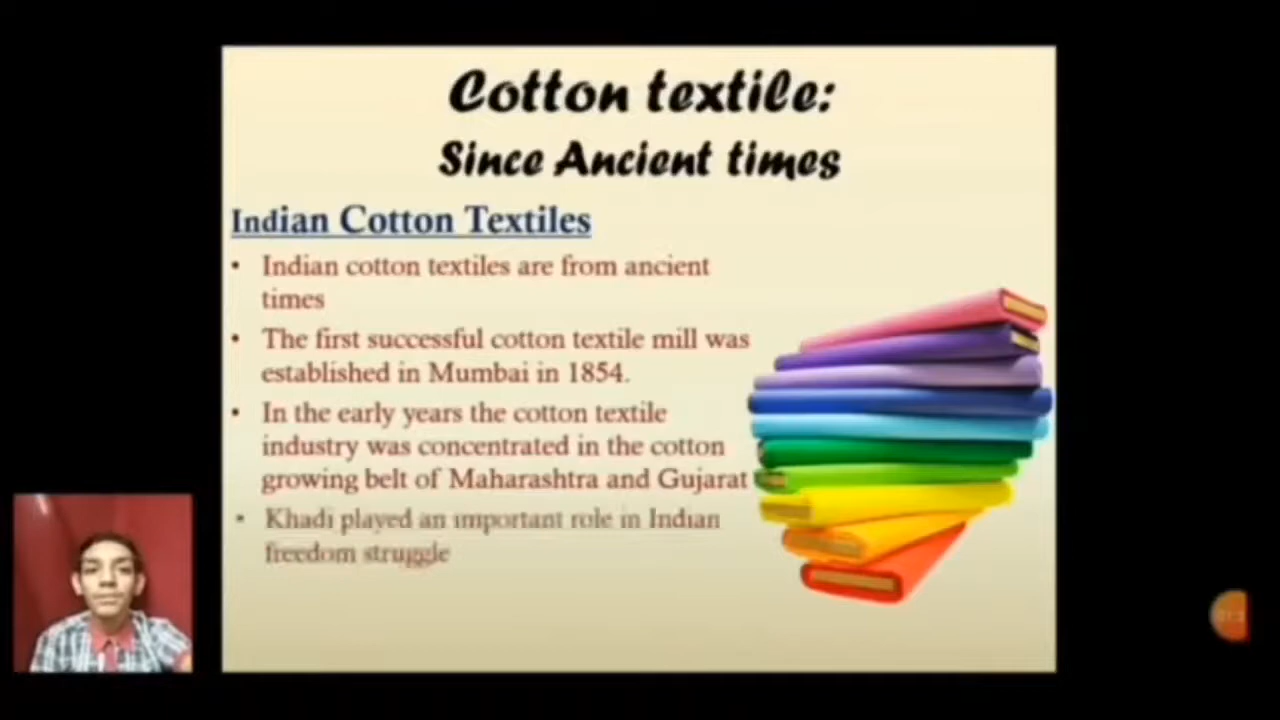 Cotton textile:
Since Ancient times
Indian Cotton Textiles
• Indian cotton textiles are from ancient
times
• The first successful cotton textile mill was
established in Mumbai in 1854.
• In the early years the cotton textile
industry was concentrated in the cotton
growing belt of Maharashtra and Gujarat
• Khadi played an important role in Indian
freedom struggle